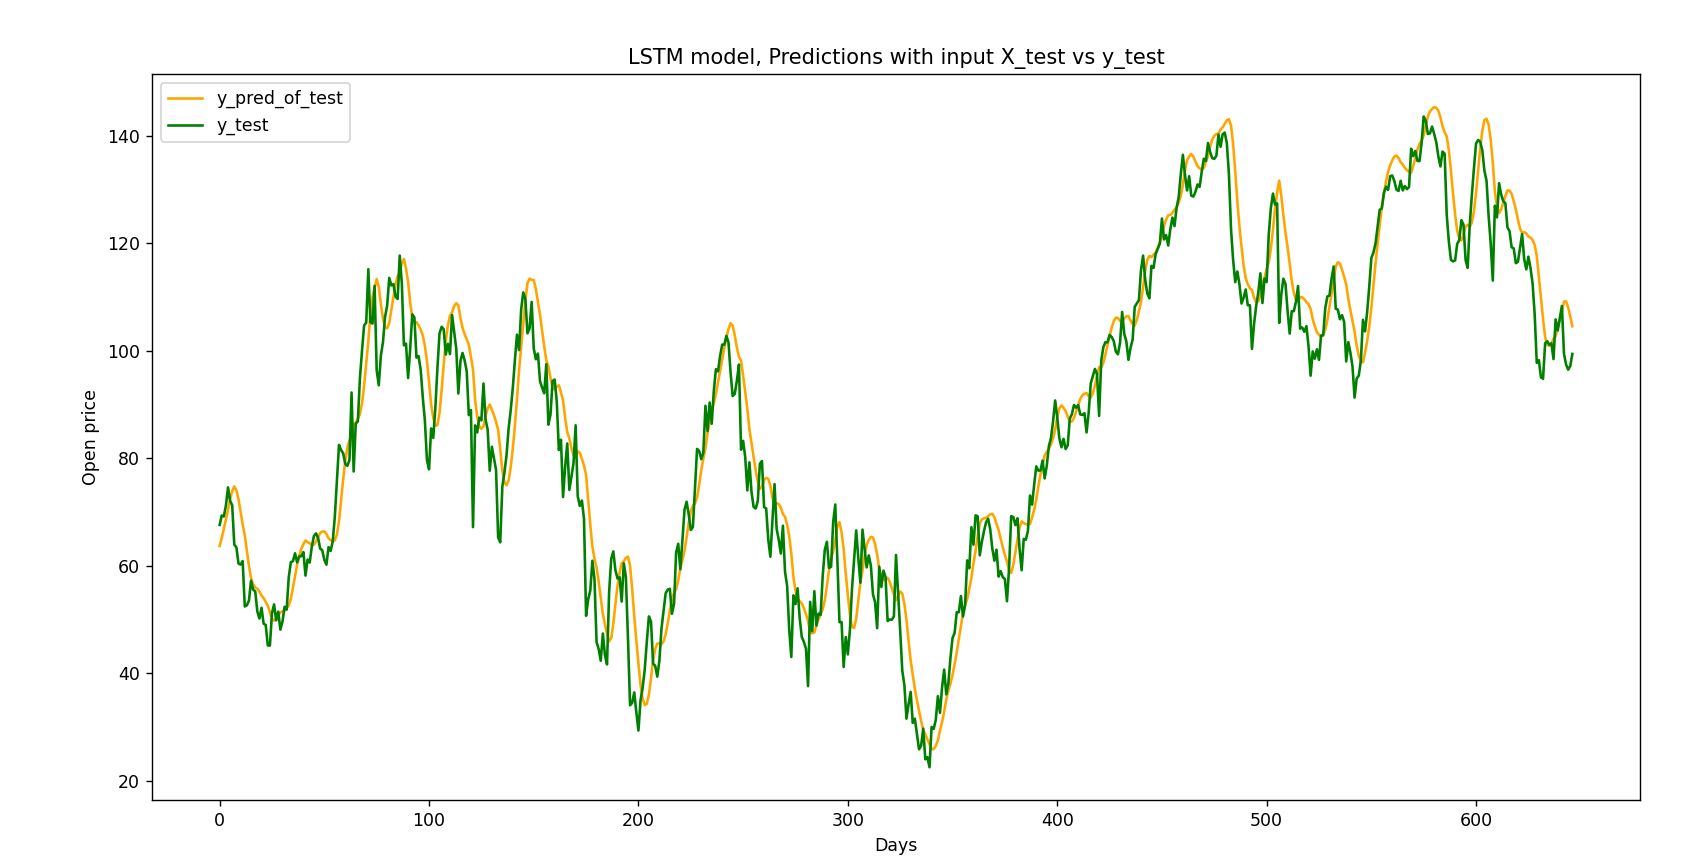 LSTM model, Predictions with input X_test vs y_test
y_pred_of_test
y_test
140
120
100
80
60
40
20
Open price
0 100 200 300 400 500 600
Days